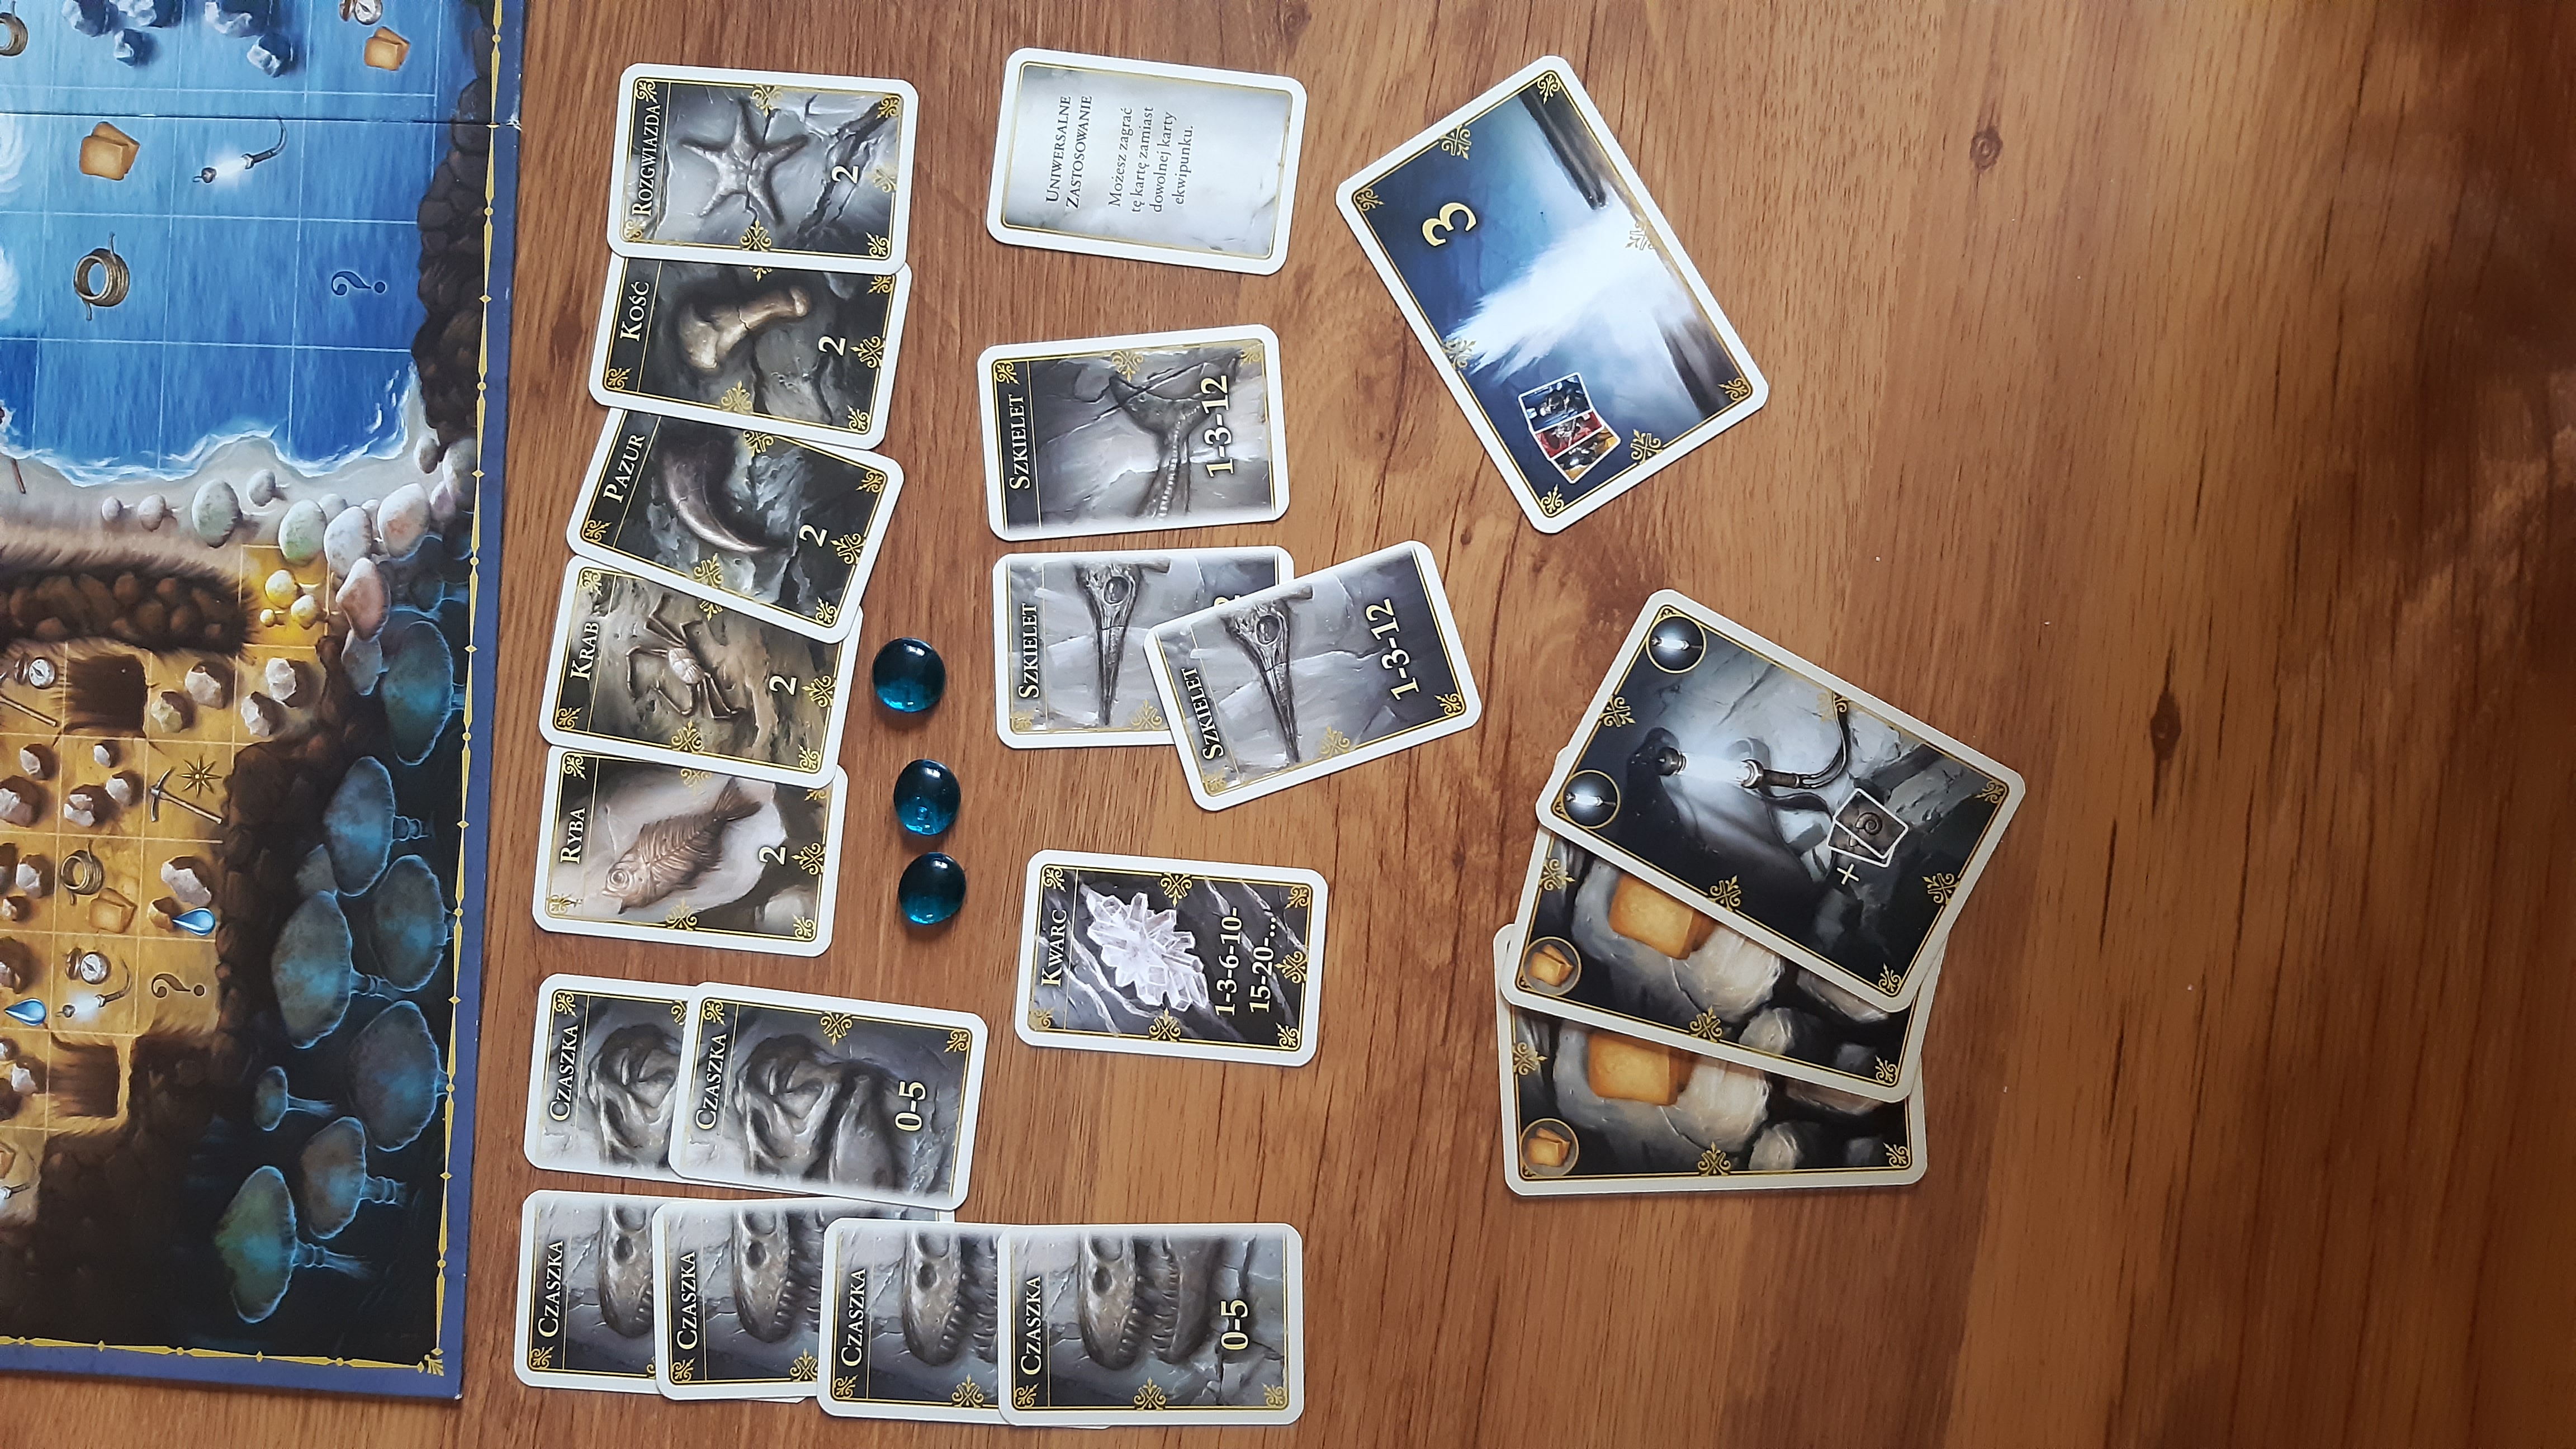 CZASZKA
0-5
CZASZKA
CZASZKA
CZASZKA
CZASZKA
0-5
CZASZKA
KWARC
1-3-6-10-
15-20-...
RYBA
2
KRAB
2
PAZUR
2
KOŚĆ
2
ROZGWIAZDA
2
SZKIELET
1-3-12
SZKIELET
2
SZKIELET
1-3-12
UNIWERSALNE
ZASTOSOWANIE
Możesz zagrać
tę kartę zamiast
dowolnej karty
ekwipunku.
+
3
?
?